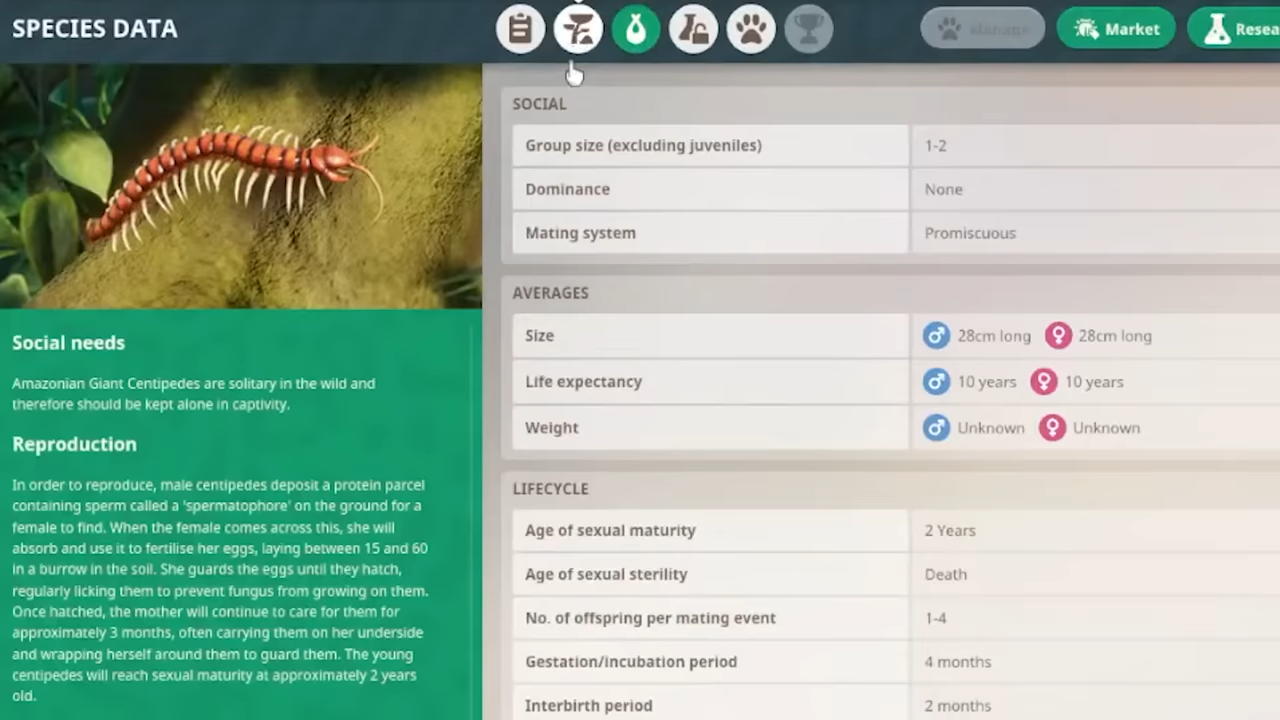 SPECIES DATA
Manage
Market
Resea
Social needs
Amazonian Giant Centipedes are solitary in the wild and
therefore should be kept alone in captivity.
Reproduction
In order to reproduce, male centipedes deposit a protein parcel
containing sperm called a 'spermatophore' on the ground for a
female to find. When the female comes across this, she will
absorb and use it to fertilise her eggs, laying between 15 and 60
in a burrow in the soil. She guards the eggs until they hatch,
regularly licking them to prevent fungus from growing on them.
Once hatched, the mother will continue to care for them for
approximately 3 months, often carrying them on her underside
and wrapping herself around them to guard them. The young
centipedes will reach sexual maturity at approximately 2 years
old.
SOCIAL
Group size (excluding juveniles) 1-2
Dominance None
Mating system Promiscuous
AVERAGES
Size 28cm long 28cm long
Life expectancy 10 years 10 years
Weight Unknown Unknown
LIFECYCLE
Age of sexual maturity 2 Years
Age of sexual sterility Death
No. of offspring per mating event 1-4
Gestation/incubation period 4 months
Interbirth period 2 months